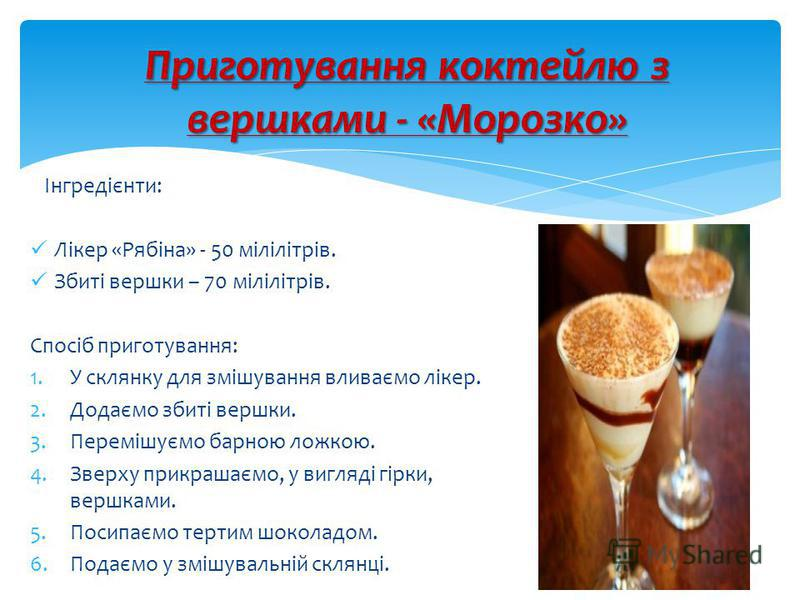 Приготування коктейлю з
вершками - «Морозко»
Інгредієнти:
✓ Лікер «Рябіна» - 50 мілілітрів.
✓ Збиті вершки – 70 мілілітрів.
Спосіб приготування:
1. У склянку для змішування вливаємо лікер.
2. Додаємо збиті вершки.
3. Перемішуємо барною ложкою.
4. Зверху прикрашаємо, у вигляді гірки,
вершками.
5. Посипаємо тертим шоколадом.
6. Подаємо у змішувальній склянці.
MyShared